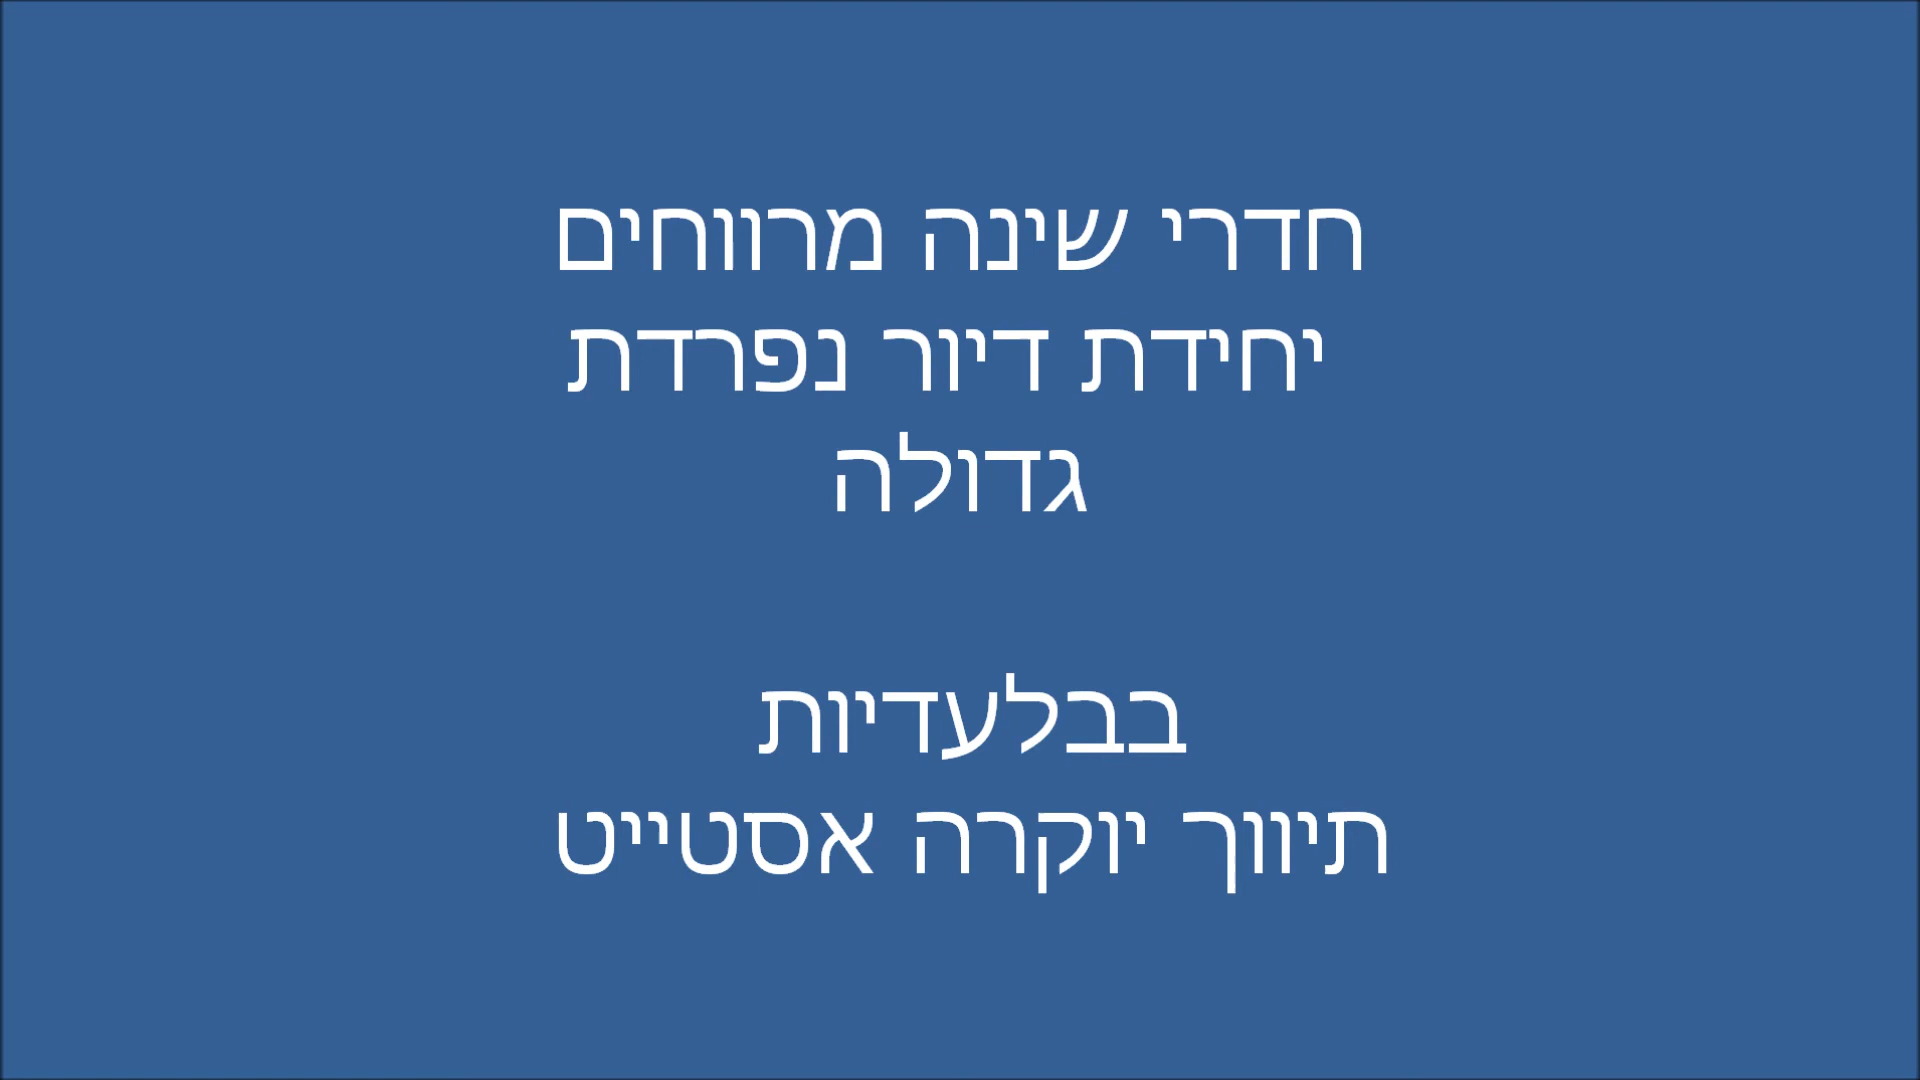 חדרי שינה מרווחים
יחידת דיור נפרדת
גדולה
בבלעדיות
תיווך יוקרה אסטייט